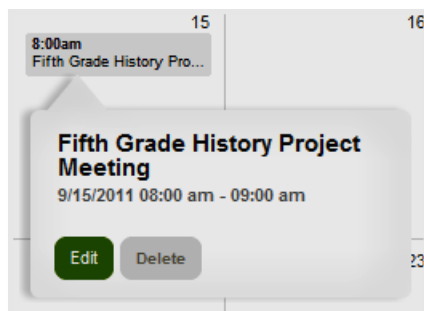 15
16
8:00am
Fifth Grade History Pro...
Fifth Grade History Project
Meeting
9/15/2011 08:00 am - 09:00 am
Edit
Delete
23